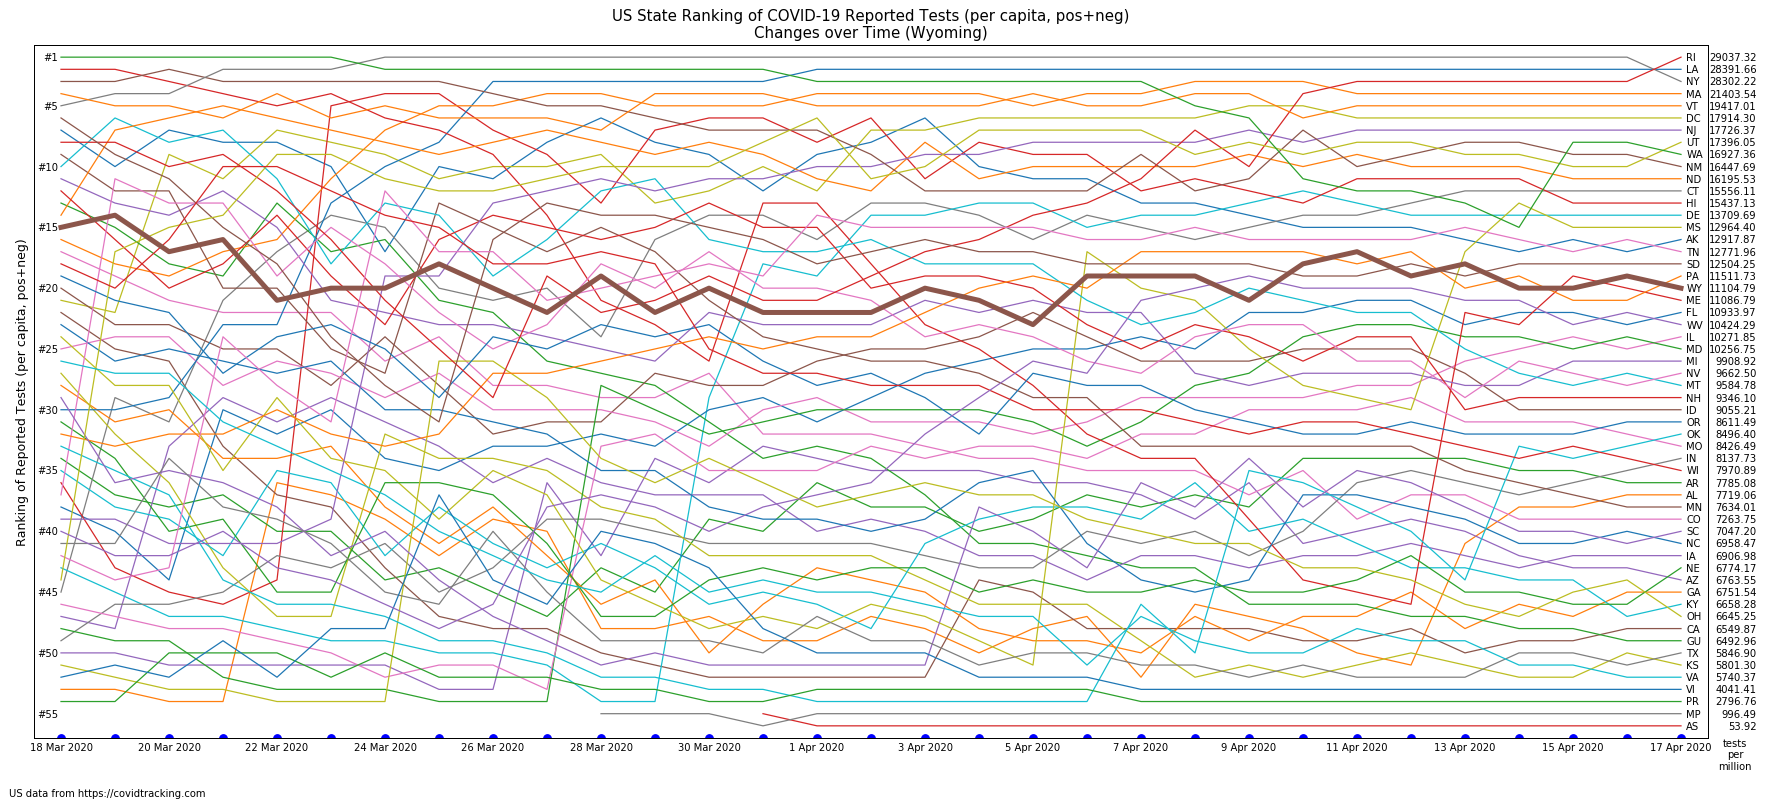 US State Ranking of COVID-19 Reported Tests (per capita, pos+neg)
Changes over Time (Wyoming)
Ranking of Reported Tests (per capita, pos+neg)
#1
#5
#10
#15
#20
#25
#30
#35
#40
#45
#50
#55
RI 29037.32
LA 28391.66
NY 28302.22
MA 21403.54
VT 19417.01
DC 17914.30
NJ 17726.37
UT 17396.05
WA 16927.36
NM 16447.69
ND 16195.53
CT 15556.11
HI 15437.13
DE 13709.69
MS 12964.40
AK 12917.87
TN 12771.96
SD 12504.25
PA 11511.73
WY 11104.79
ME 11086.79
FL 10933.97
WV 10424.29
IL 10271.85
MD 10256.75
MI 9908.92
NV 9662.50
MT 9584.78
NH 9346.10
ID 9055.21
OR 8611.49
OK 8496.40
MO 8426.49
IN 8137.73
WI 7970.89
AR 7785.08
AL 7719.06
MN 7634.01
CO 7263.75
SC 7047.20
NC 6958.47
IA 6906.98
NE 6774.17
AZ 6763.55
GA 6751.54
KY 6658.28
OH 6645.25
CA 6549.87
GU 6492.96
TX 5846.90
KS 5801.30
VA 5740.37
VI 4041.41
PR 2796.76
MP 996.49
AS 53.92
18 Mar 2020 20 Mar 2020 22 Mar 2020 24 Mar 2020 26 Mar 2020 28 Mar 2020 30 Mar 2020 1 Apr 2020 3 Apr 2020 5 Apr 2020 7 Apr 2020 9 Apr 2020 11 Apr 2020 13 Apr 2020 15 Apr 2020 17 Apr 2020
tests
per
million
US data from https://covidtracking.com